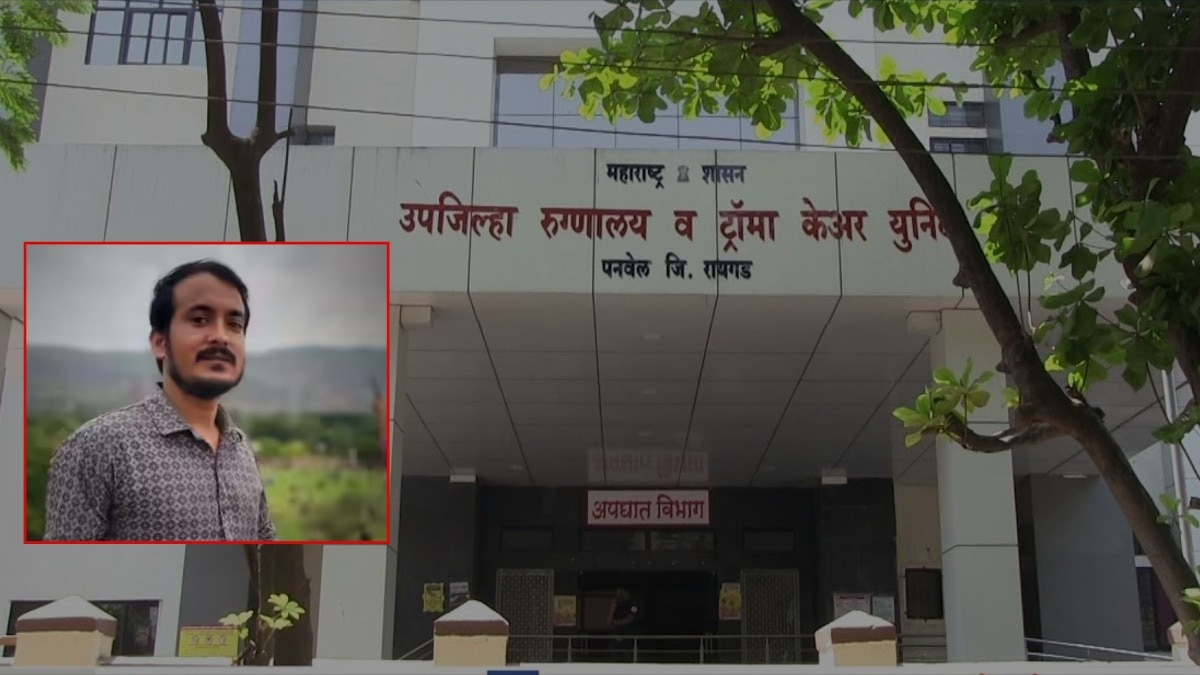 महाराष्ट्र शासन
उपजिल्हा रुग्णालय व ट्रॉमा केअर
पनवेल जि. रायगड
अपघात विभाग